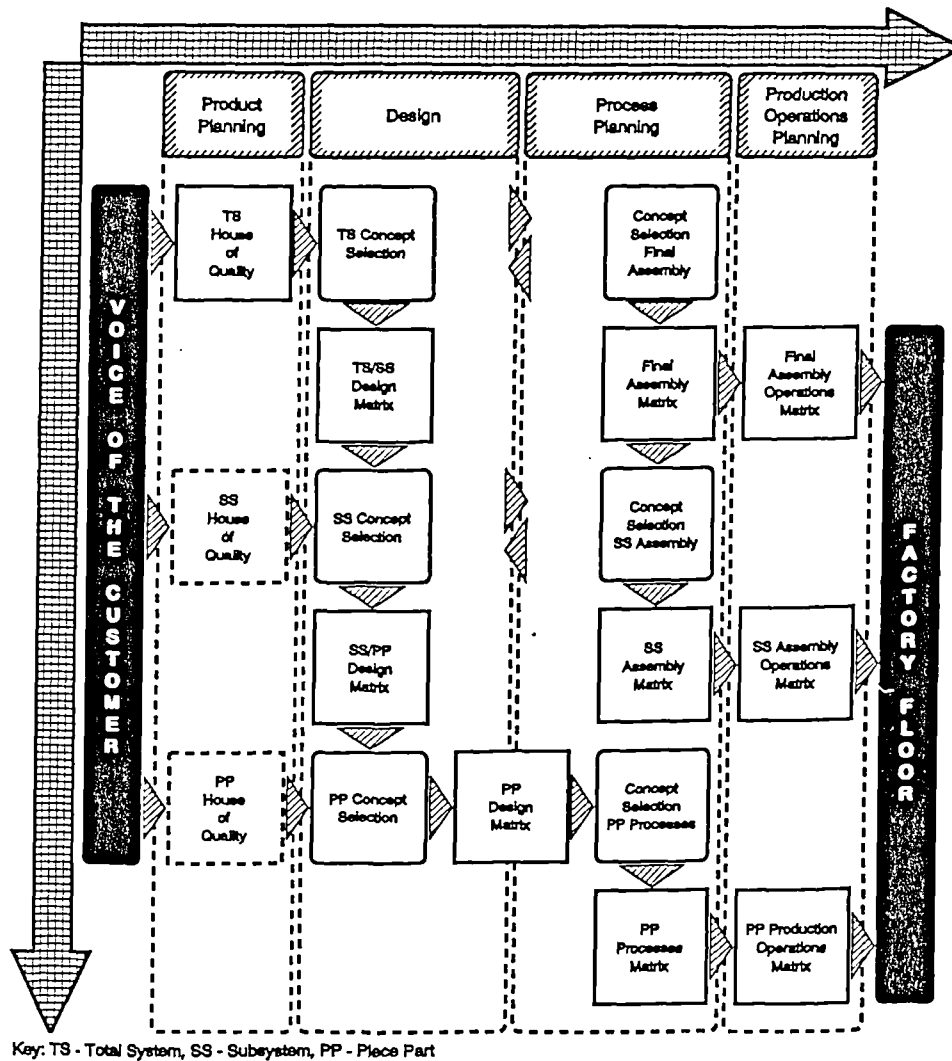 Product
Planning
Design
Process
Planning
Production
Operations
Planning
VOICE OF THE CUSTOMER
TS
House
of
Quality
TS Concept
Selection
Concept
Selection
Final
Assembly
TS/SS
Design
Matrix
Final
Assembly
Matrix
Final
Assembly
Operations
Matrix
SS
House
of
Quality
SS Concept
Selection
Concept
Selection
SS Assembly
SS/PP
Design
Matrix
SS
Assembly
Matrix
SS Assembly
Operations
Matrix
PP
House
of
Quality
PP Concept
Selection
PP
Design
Matrix
Concept
Selection
PP Processes
PP
Processes
Matrix
PP Production
Operations
Matrix
FACTORY FLOOR
Key: TS - Total System, SS - Subsystem, PP - Piece Part